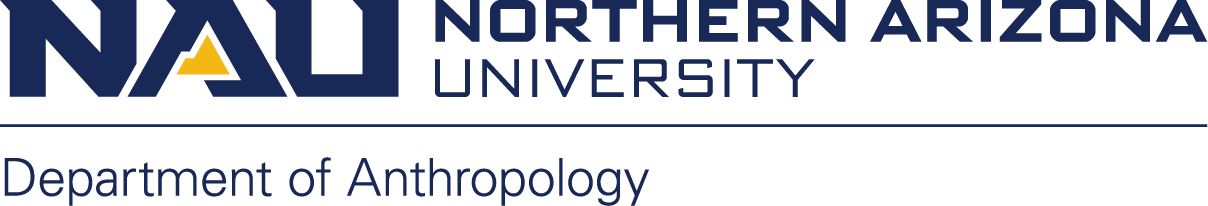 NAU NORTHERN ARIZONA
UNIVERSITY
Department of Anthropology